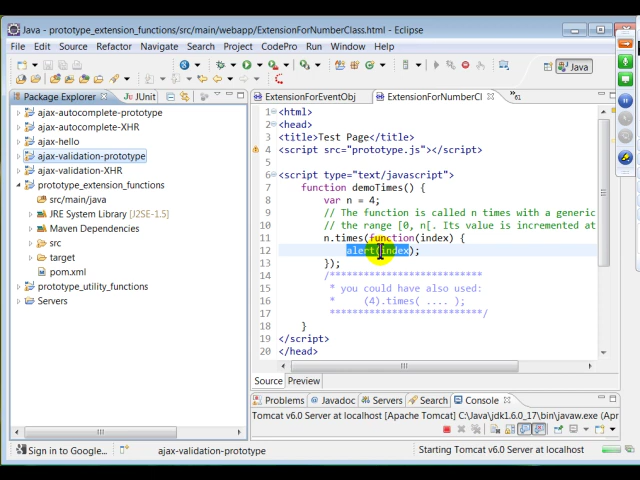 Java - prototype_extension_functions/src/main/webapp/ExtensionForNumberClass.html - Eclipse
File Edit Source Refactor Navigate Search Project CodePro Run Window Help
Java
Package Explorer JUnit
ajax-autocomplete-prototype
ajax-autocomplete-XHR
ajax-hello
ajax-validation-prototype
ajax-validation-XHR
prototype_extension_functions
src/main/java
JRE System Library [J2SE-1.5]
Maven Dependencies
src
target
pom.xml
prototype_utility_functions
Servers
ExtensionForEventObj ExtensionForNumberCl
1 <html>
2 <head>
3 <title>Test Page</title>
4 <script src="prototype.js"></script>
5
6 <script type="text/javascript">
7 function demoTimes() {
8 var n = 4;
9 // The function is called n times with a generic
10 // the range [0, n[. Its value is incremented at
11 n.times(function(index) {
12 alert(index);
13 });
14 /**************************
15 * you could have also used:
16 * (4).times( .... );
17 **************************/
18 }
19 </script>
20 </head>
Source Preview
Problems @ Javadoc Servers Search Console
Tomcat v6.0 Server at localhost [Apache Tomcat] C:\Java\jdk1.6.0_17\bin\javaw.exe (Apr
Sign in to Google... ajax-validation-prototype Starting Tomcat v6.0 Server at localhost